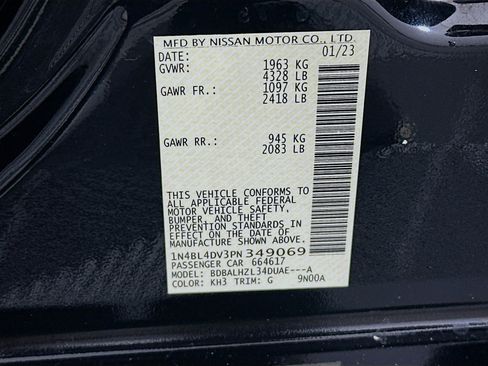 MFD BY NISSAN MOTOR CO., LTD.
DATE: 01/23
GVWR: 1963 KG
4328 LB
GAWR FR.: 1097 KG
2418 LB
GAWR RR.: 945 KG
2083 LB
THIS VEHICLE CONFORMS TO
ALL APPLICABLE FEDERAL
MOTOR VEHICLE SAFETY,
BUMPER, AND THEFT
PREVENTION STANDARDS IN
EFFECT ON THE DATE OF
MANUFACTURE SHOWN ABOVE.
1N4BL4DV3PN349069
PASSENGER CAR 664617
MODEL: BDBALHZL34DUAE---A
COLOR: KH3 TRIM: G 9N00A